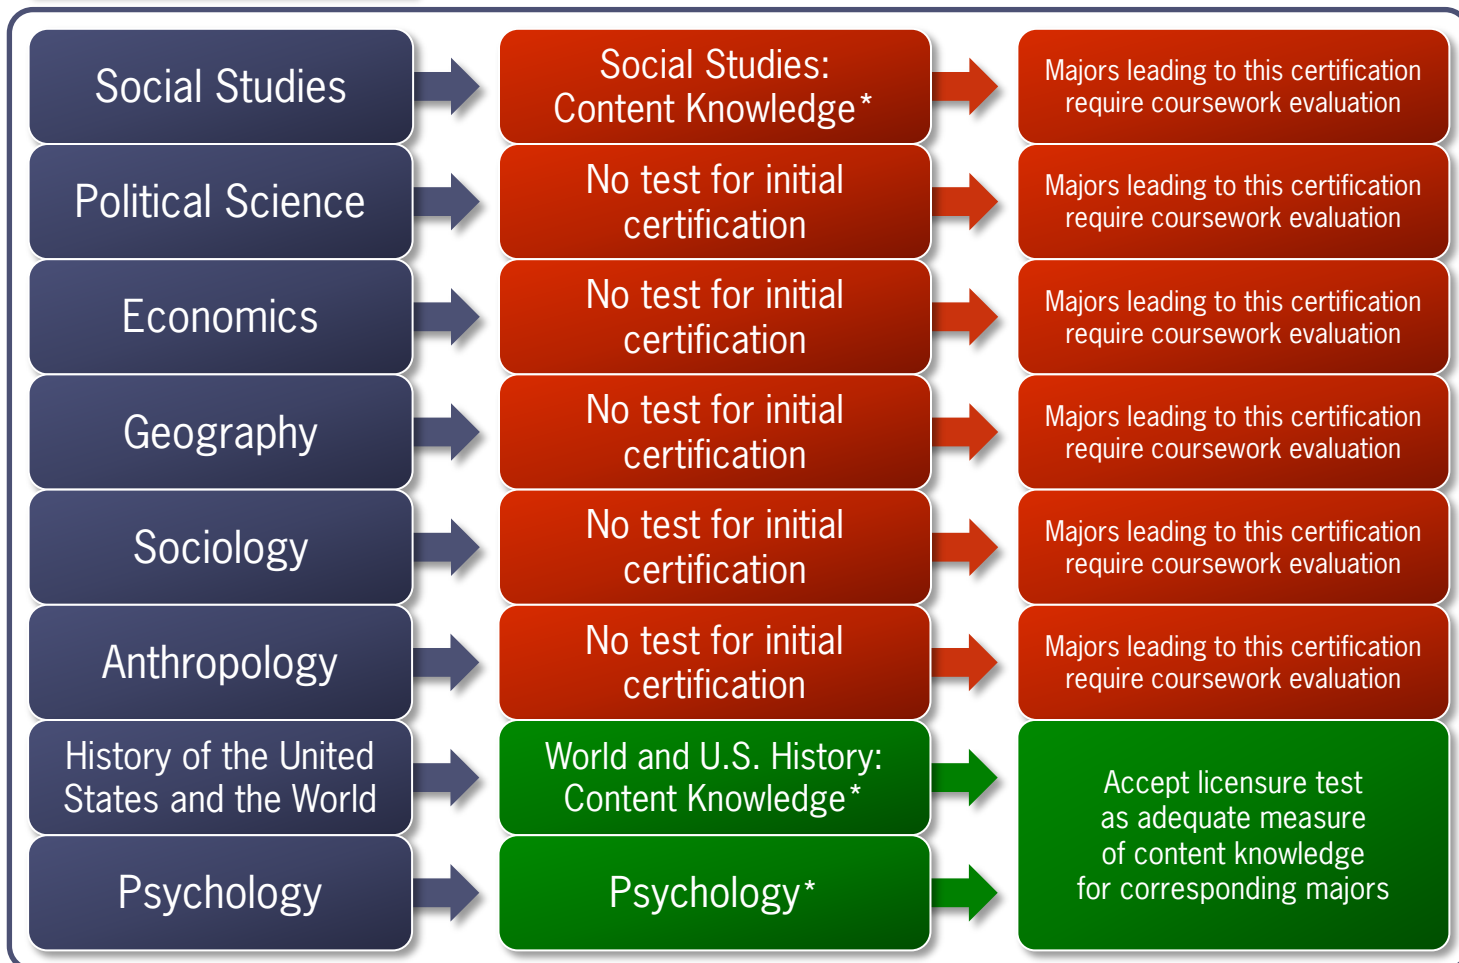 Social Studies
Social Studies:
Content Knowledge*
Majors leading to this certification
require coursework evaluation
Political Science
No test for initial
certification
Majors leading to this certification
require coursework evaluation
Economics
No test for initial
certification
Majors leading to this certification
require coursework evaluation
Geography
No test for initial
certification
Majors leading to this certification
require coursework evaluation
Sociology
No test for initial
certification
Majors leading to this certification
require coursework evaluation
Anthropology
No test for initial
certification
Majors leading to this certification
require coursework evaluation
History of the United
States and the World
World and U.S. History:
Content Knowledge*
Psychology
Psychology*
Accept licensure test
as adequate measure
of content knowledge
for corresponding majors